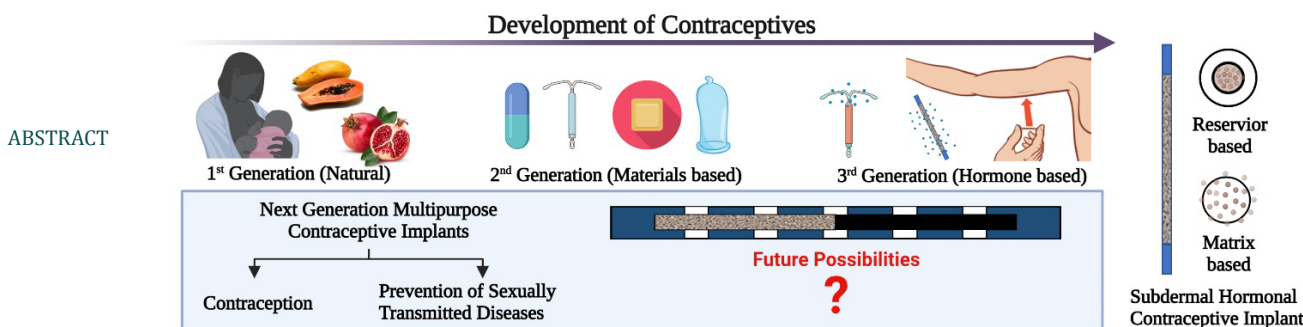 Development of Contraceptives
ABSTRACT
1st Generation (Natural)
2nd Generation (Materials based)
3rd Generation (Hormone based)
Reservior
based
Matrix
based
Subdermal Hormonal
Contraceptive Implant
Next Generation Multipurpose
Contraceptive Implants
Contraception
Prevention of Sexually
Transmitted Diseases
Future Possibilities
?